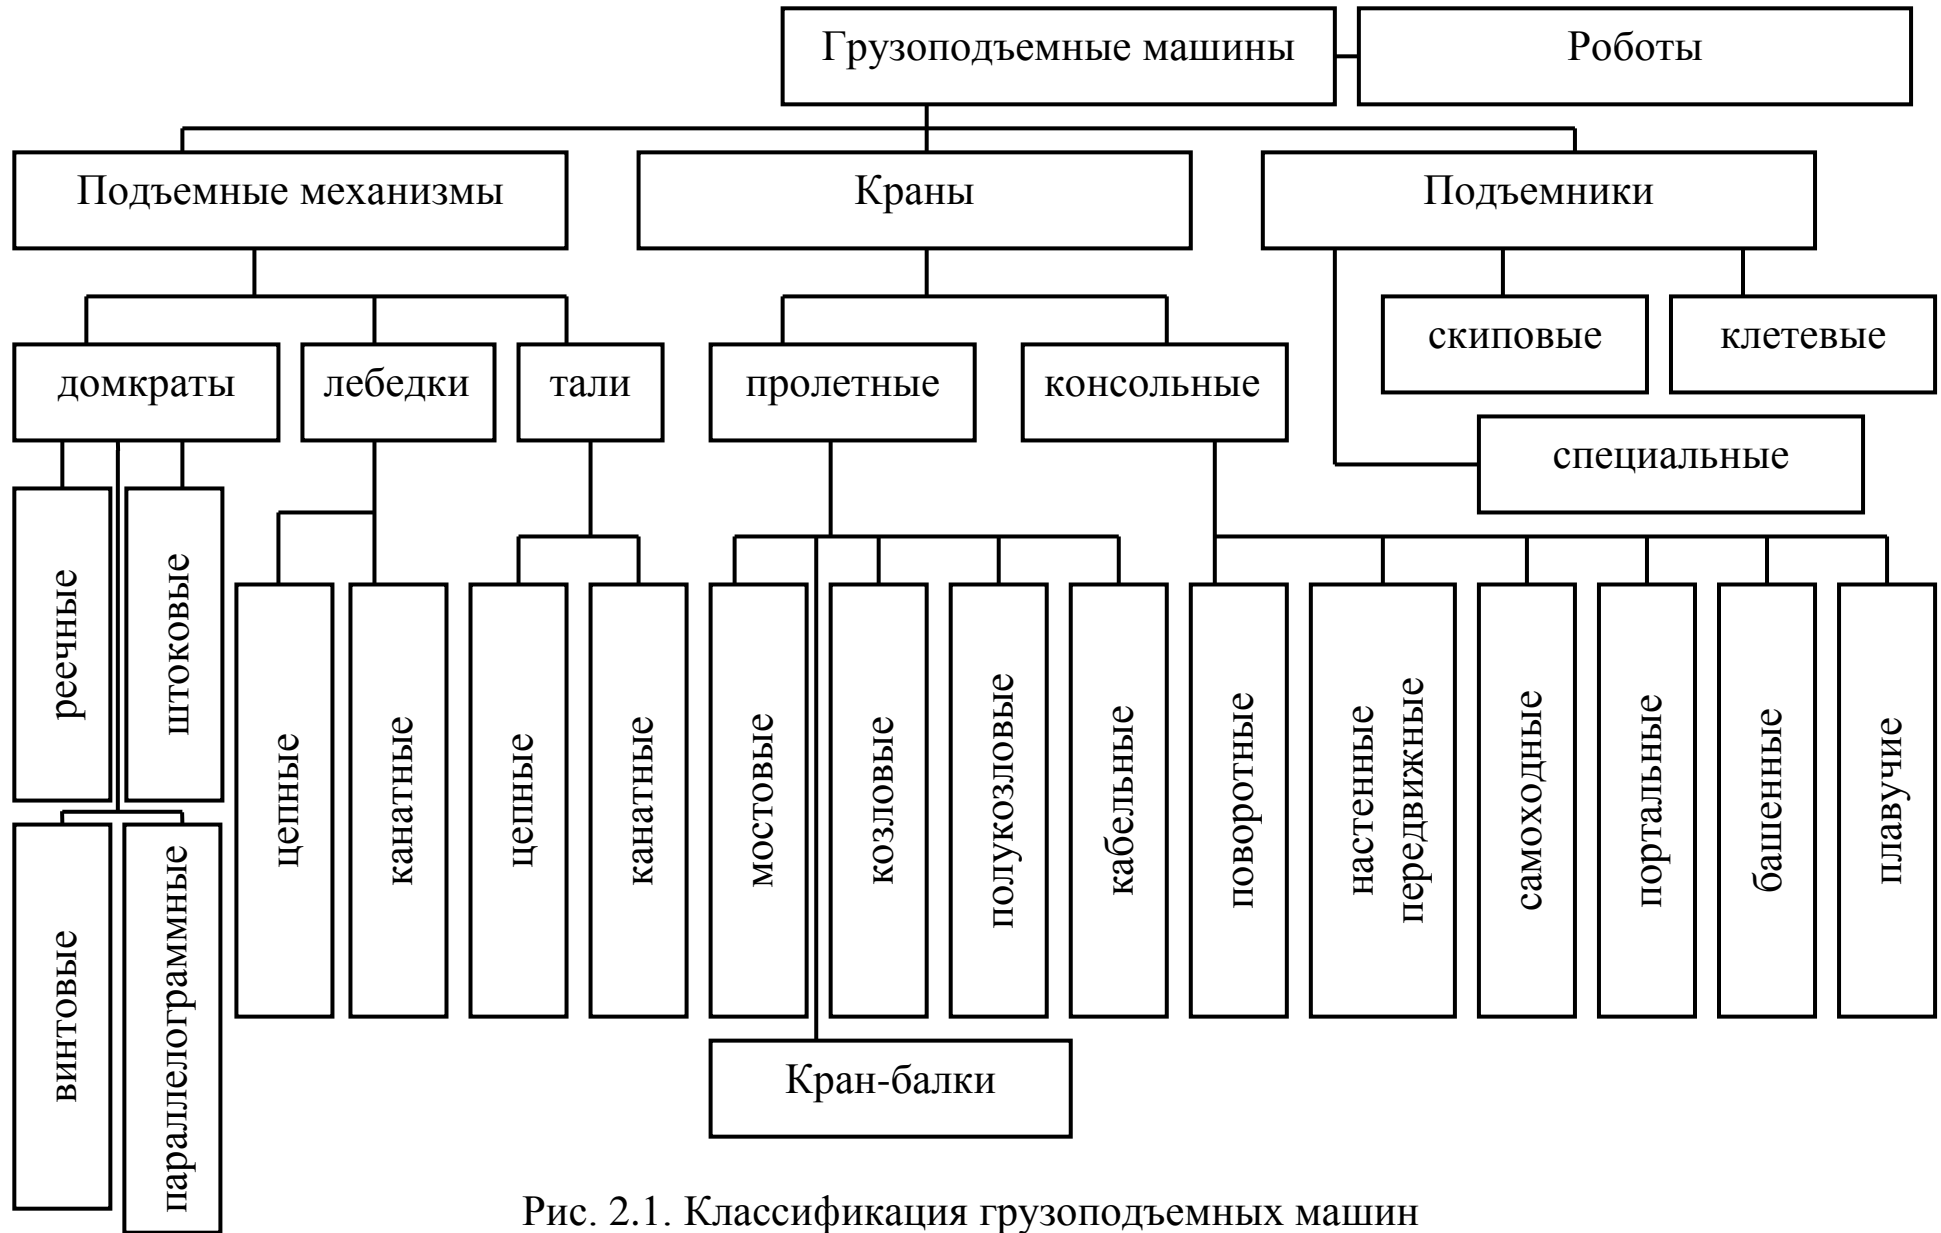 Грузоподъемные машины
Роботы
Подъемные механизмы
Краны
Подъемники
скиповые
клетевые
домкраты
лебедки
тали
пролетные
консольные
специальные
реечные
штоковые
цепные
канатные
цепные
канатные
мостовые
козловые
полукозловые
кабельные
поворотные
настенные
передвижные
самоходные
портальные
башенные
плавучие
винтовые
параллелограммные
Кран-балки
Рис. 2.1. Классификация грузоподъемных машин